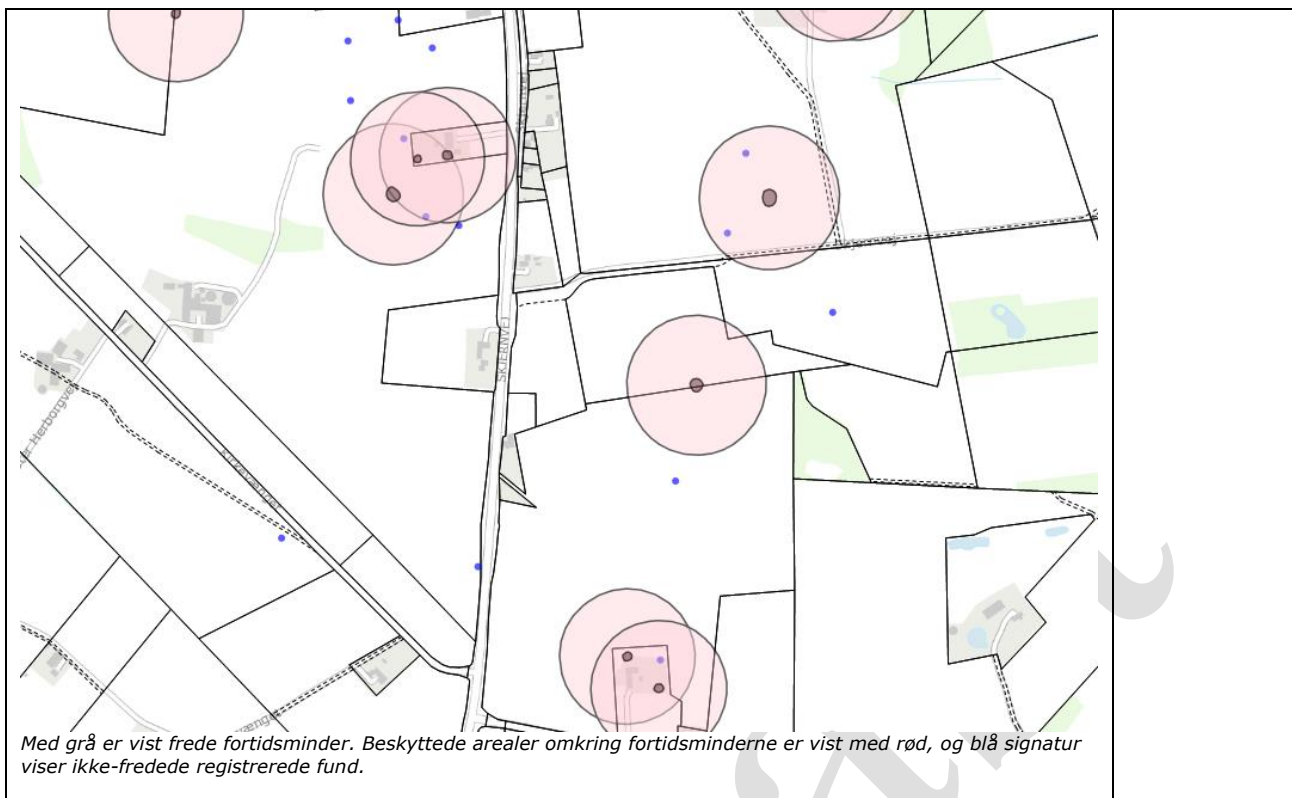 SKJERNVEJ
Kirkevænget
Med grå er vist frede fortidsminder. Beskyttede arealer omkring fortidsminderne er vist med rød, og blå signatur
viser ikke-fredede registrerede fund.